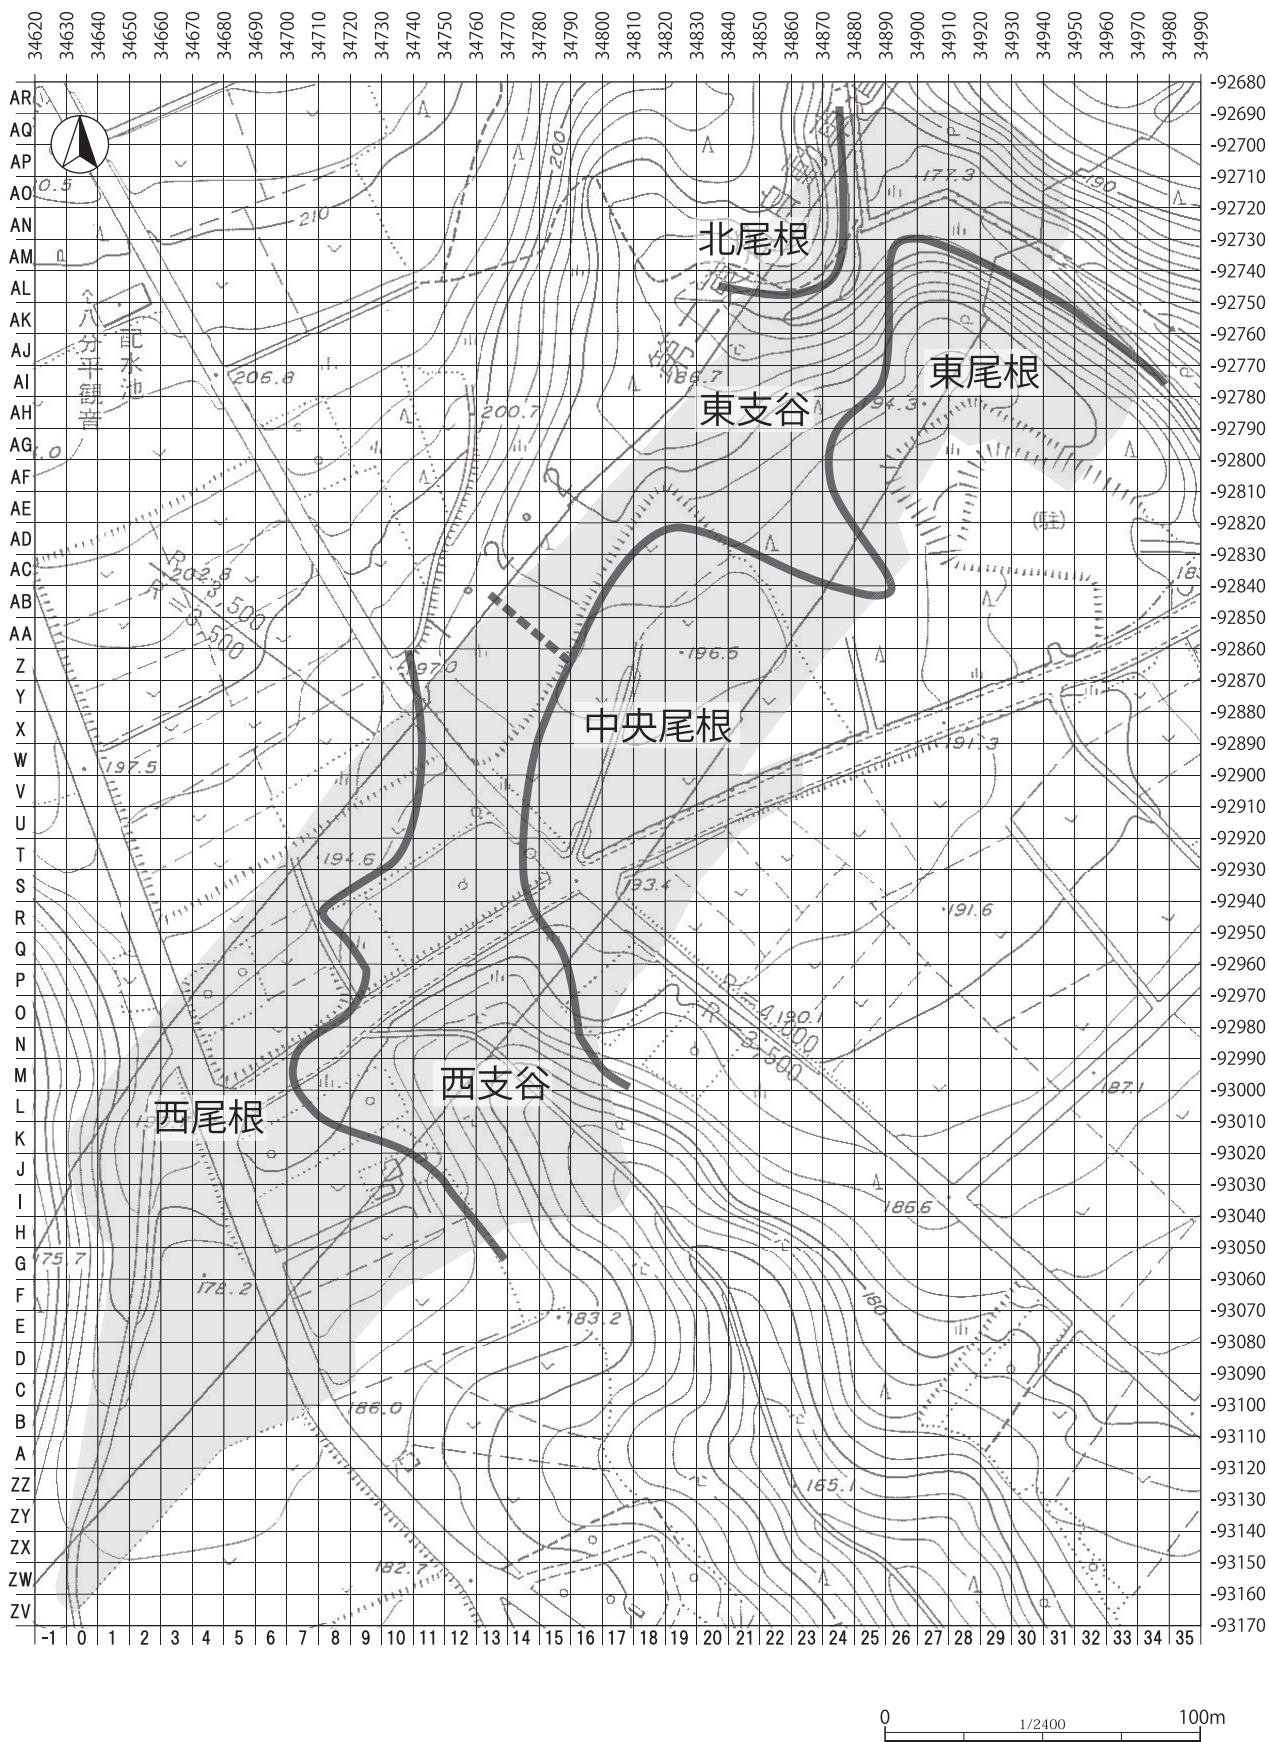 34620 34630 34640 34650 34660 34670 34680 34690 34700 34710 34720 34730 34740 34750 34760 34770 34780 34790 34800 34810 34820 34830 34840 34850 34860 34870 34880 34890 34900 34910 34920 34930 34940 34950 34960 34970 34980 34990
AR -92680
AQ -92690
AP -92700
AO -92710
AN -92720
AM -92730
AL -92740
AK -92750
AJ -92760
AI -92770
AH -92780
AG -92790
AF -92800
AE -92810
AD -92820
AC -92830
AB -92840
AA -92850
Z -92860
Y -92870
X -92880
W -92890
V -92900
U -92910
T -92920
S -92930
R -92940
Q -92950
P -92960
O -92970
N -92980
M -92990
L -93000
K -93010
J -93020
I -93030
H -93040
G -93050
F -93060
E -93070
D -93080
C -93090
B -93100
A -93110
ZZ -93120
ZY -93130
ZX -93140
ZW -93150
ZV -93160
-93170
-1 0 1 2 3 4 5 6 7 8 9 10 11 12 13 14 15 16 17 18 19 20 21 22 23 24 25 26 27 28 29 30 31 32 33 34 35
200
177.3
190
210
北尾根
八分平観音
配水池
206.8
186.7
東尾根
東支谷
194.3
200.7
(駐)
202.8
R=3,500
R=3,500
197.0
196.5
中央尾根
191.3
197.5
194.6
193.4
191.6
R=4,000
190.1
R=3,500
西支谷
187.1
西尾根
186.6
175.7
178.2
180
183.2
186.0
165.1
182.7
0 100m
1/2400